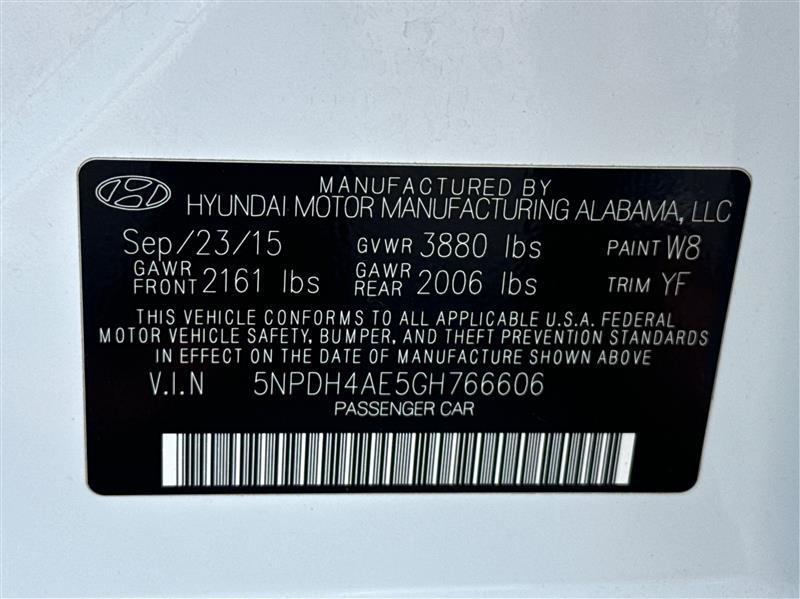 MANUFACTURED BY
HYUNDAI MOTOR MANUFACTURING ALABAMA, LLC
Sep/23/15 GVWR 3880 lbs PAINT W8
GAWR FRONT 2161 lbs GAWR REAR 2006 lbs TRIM YF
THIS VEHICLE CONFORMS TO ALL APPLICABLE U.S.A. FEDERAL
MOTOR VEHICLE SAFETY, BUMPER, AND THEFT PREVENTION STANDARDS
IN EFFECT ON THE DATE OF MANUFACTURE SHOWN ABOVE
V.I.N 5NPDH4AE5GH766606
PASSENGER CAR